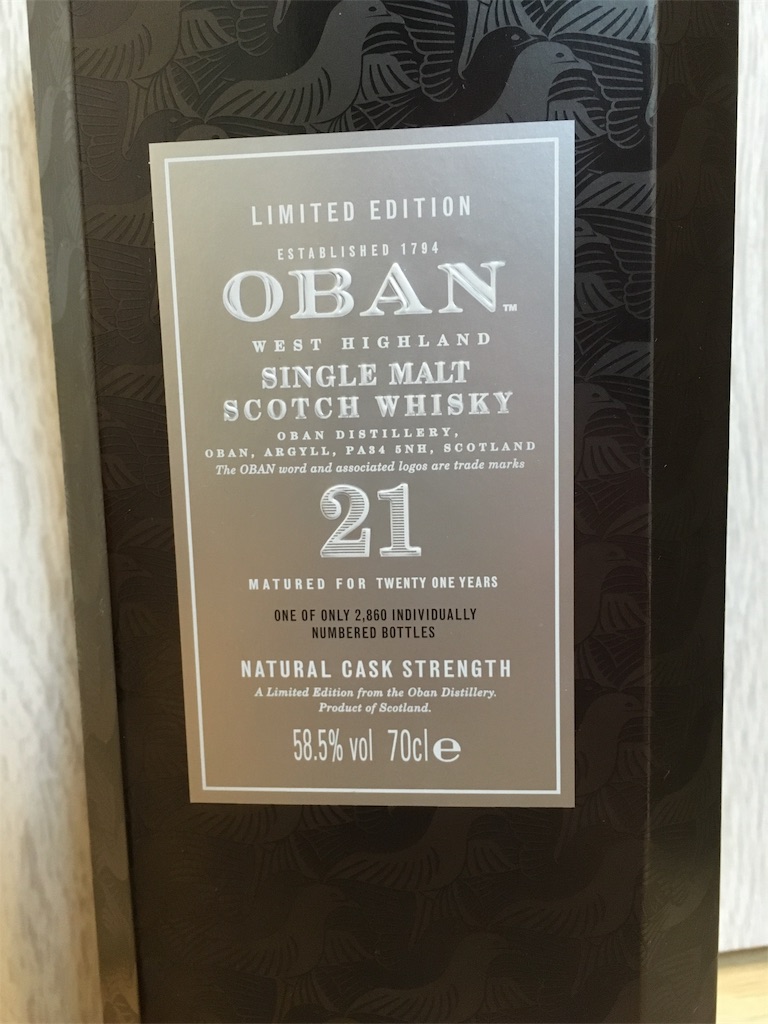 LIMITED EDITION
ESTABLISHED 1794
OBAN™
WEST HIGHLAND
SINGLE MALT
SCOTCH WHISKY
OBAN DISTILLERY,
OBAN, ARGYLL, PA34 5NH, SCOTLAND
The OBAN word and associated logos are trade marks
21
MATURED FOR TWENTY ONE YEARS
ONE OF ONLY 2,860 INDIVIDUALLY
NUMBERED BOTTLES
NATURAL CASK STRENGTH
A Limited Edition from the Oban Distillery.
Product of Scotland.
58.5% vol 70cl e